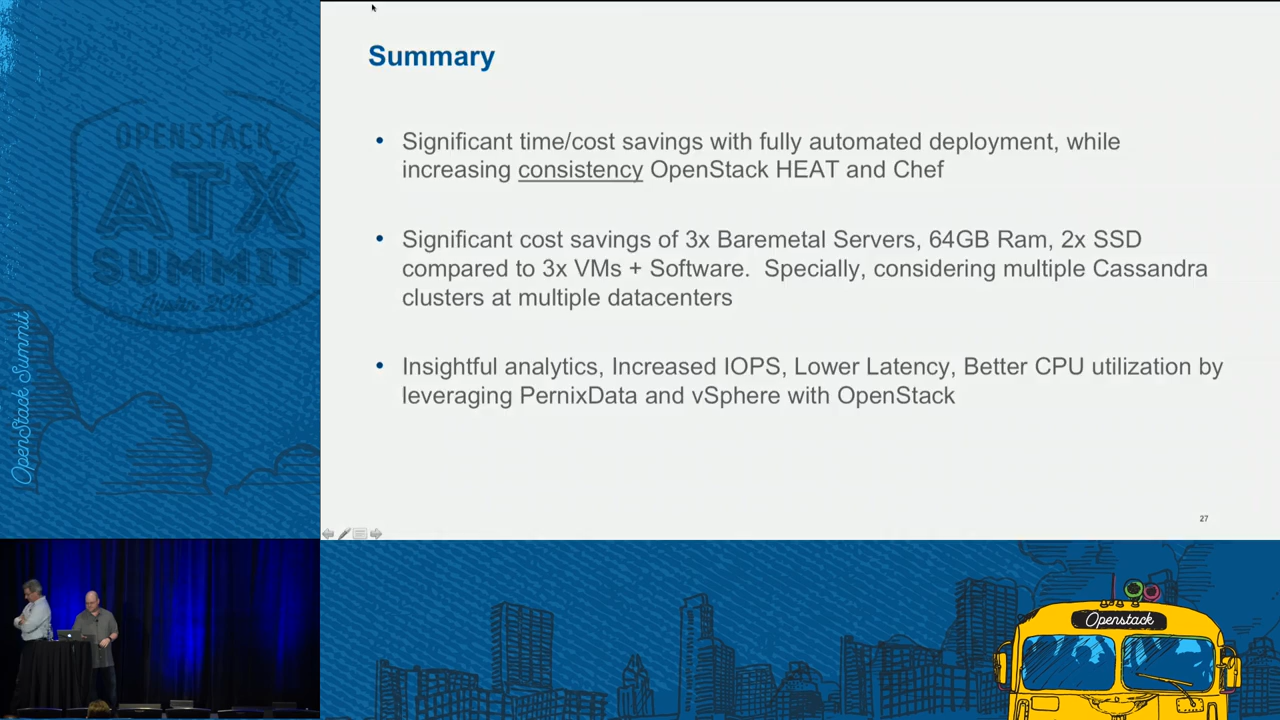 OPENSTACK
ATX
SUMMIT
Austin 2016
OpenStack Summit
Summary
• Significant time/cost savings with fully automated deployment, while
increasing consistency OpenStack HEAT and Chef
• Significant cost savings of 3x Baremetal Servers, 64GB Ram, 2x SSD
compared to 3x VMs + Software.  Specially, considering multiple Cassandra
clusters at multiple datacenters
• Insightful analytics, Increased IOPS, Lower Latency, Better CPU utilization by
leveraging PernixData and vSphere with OpenStack
27
Openstack